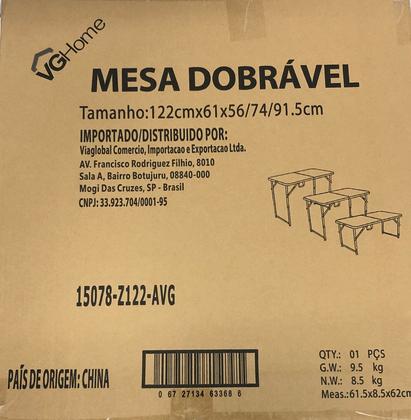 VGHome
MESA DOBRÁVEL
Tamanho:122cmx61x56/74/91.5cm
IMPORTADO/DISTRIBUIDO POR:
Viaglobal Comercio, Importacao e Exportacao Ltda.
AV. Francisco Rodriguez Filhio, 8010
Sala A, Bairro Botujuru, 08840-000
Mogi Das Cruzes, SP - Brasil
CNPJ: 33.923.704/0001-95
15078-Z122-AVG
PAÍS DE ORIGEM: CHINA
0 67 27134 63368 6
QTY.: 01 PÇS
G.W.: 9.5 kg
N.W.: 8.5 kg
Meas.:61.5x8.5x62cm